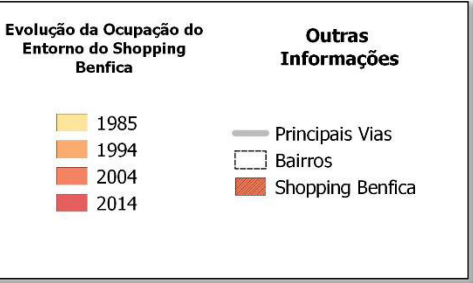 Evolução da Ocupação do
Entorno do Shopping
Benfica
1985
1994
2004
2014
Outras
Informações
Principais Vias
Bairros
Shopping Benfica